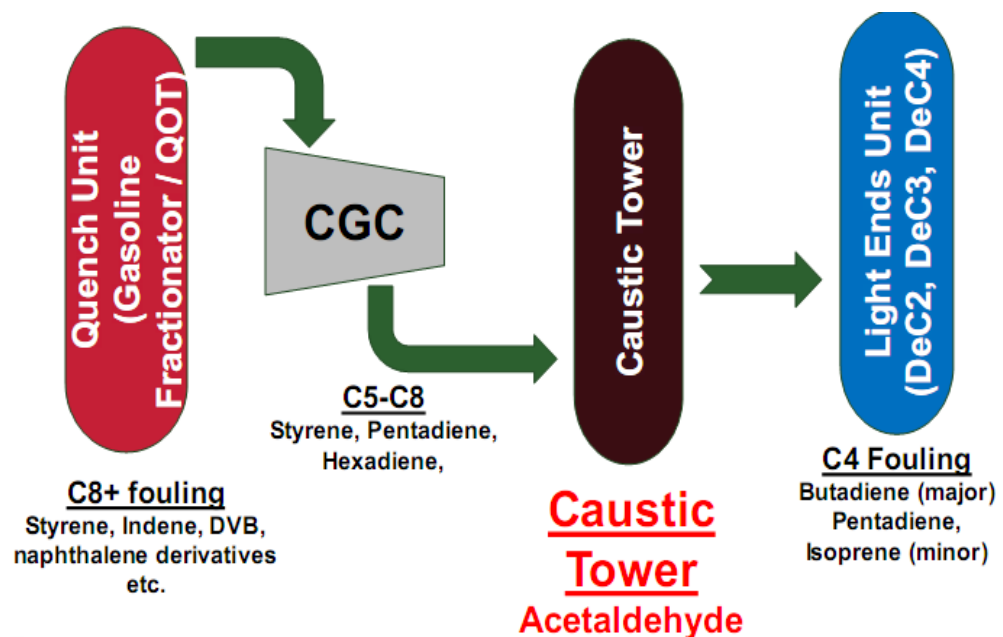 Quench Unit
(Gasoline
Fractionator / QOT)
CGC
Caustic Tower
Light Ends Unit
(DeC2, DeC3, DeC4)
C8+ fouling
Styrene, Indene, DVB,
naphthalene derivatives
etc.
C5-C8
Styrene, Pentadiene,
Hexadiene,
Caustic
Tower
Acetaldehyde
C4 Fouling
Butadiene (major)
Pentadiene,
Isoprene (minor)